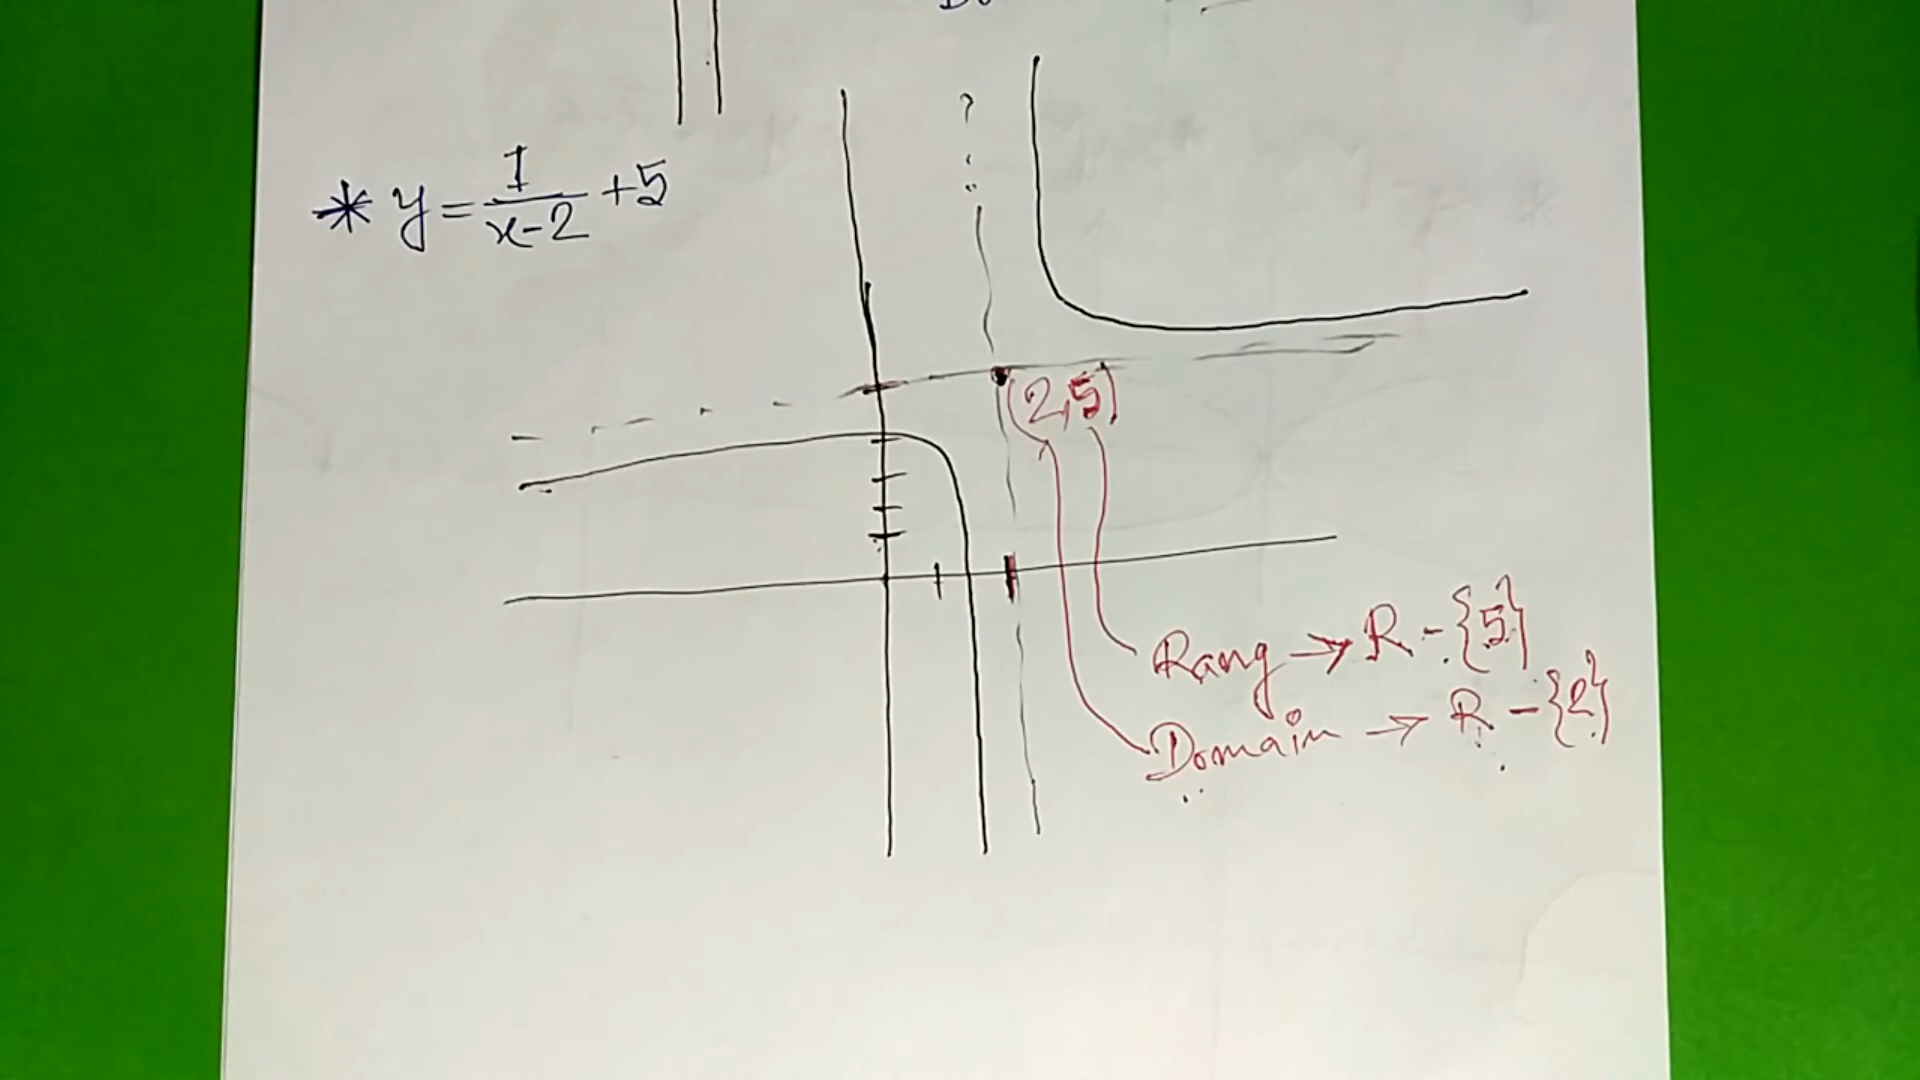 * y = 1/(x-2) + 5
(2,5)
Rang → R - {5}
Domain → R - {2}